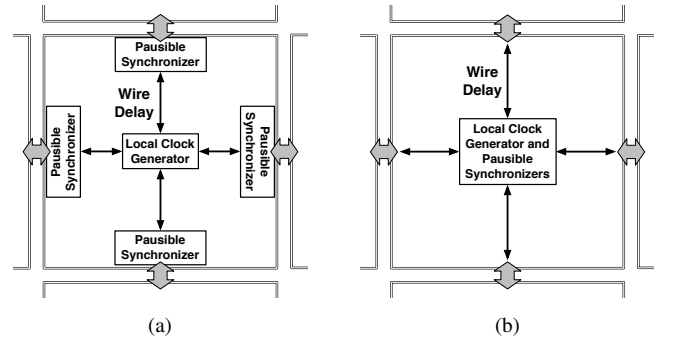 Pausible
Synchronizer
Wire
Delay
Pausible
Synchronizer
Local Clock
Generator
Pausible
Synchronizer
Pausible
Synchronizer
(a)
Wire
Delay
Local Clock
Generator and
Pausible
Synchronizers
(b)